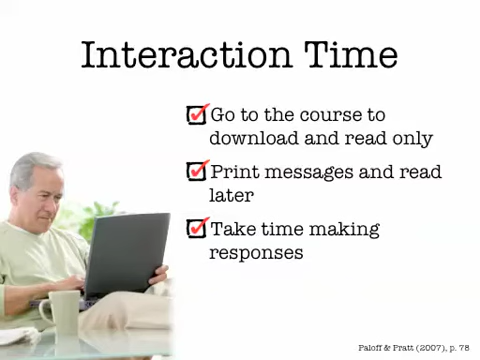 Interaction Time
Go to the course to
download and read only
Print messages and read
later
Take time making
responses
Paloff & Pratt (2007), p. 78